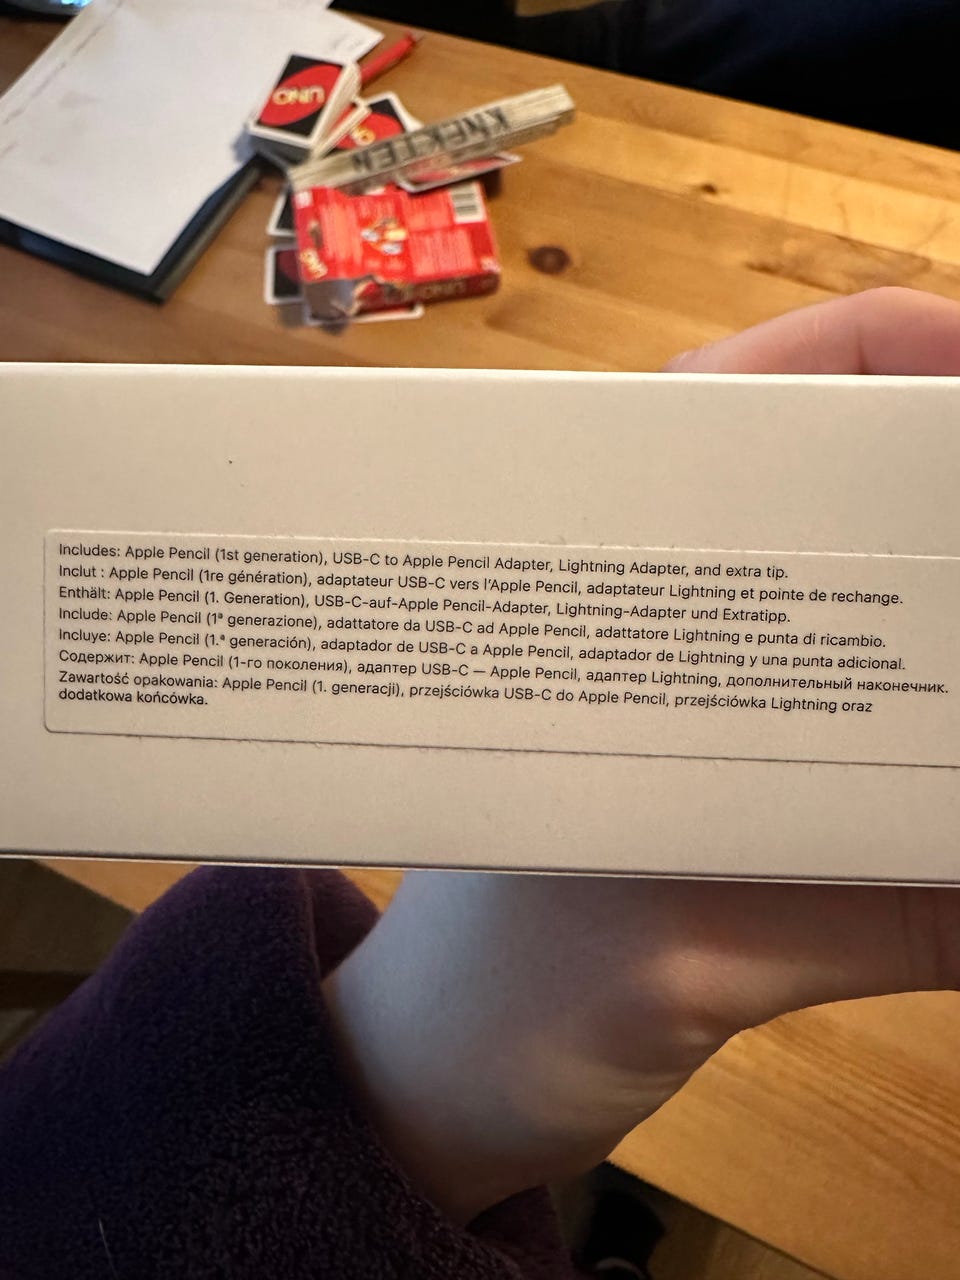 UNO
UNO
KNEKTEN
UNO
UNO
Includes: Apple Pencil (1st generation), USB-C to Apple Pencil Adapter, Lightning Adapter, and extra tip.
Inclut : Apple Pencil (1re génération), adaptateur USB-C vers l’Apple Pencil, adaptateur Lightning et pointe de rechange.
Enthält: Apple Pencil (1. Generation), USB-C-auf-Apple Pencil-Adapter, Lightning-Adapter und Extratipp.
Include: Apple Pencil (1ª generazione), adattatore da USB-C ad Apple Pencil, adattatore Lightning e punta di ricambio.
Incluye: Apple Pencil (1.ª generación), adaptador de USB-C a Apple Pencil, adaptador de Lightning y una punta adicional.
Содержит: Apple Pencil (1-го поколения), адаптер USB-C — Apple Pencil, адаптер Lightning, дополнительный наконечник.
Zawartość opakowania: Apple Pencil (1. generacji), przejściówka USB-C do Apple Pencil, przejściówka Lightning oraz
dodatkowa końcówka.